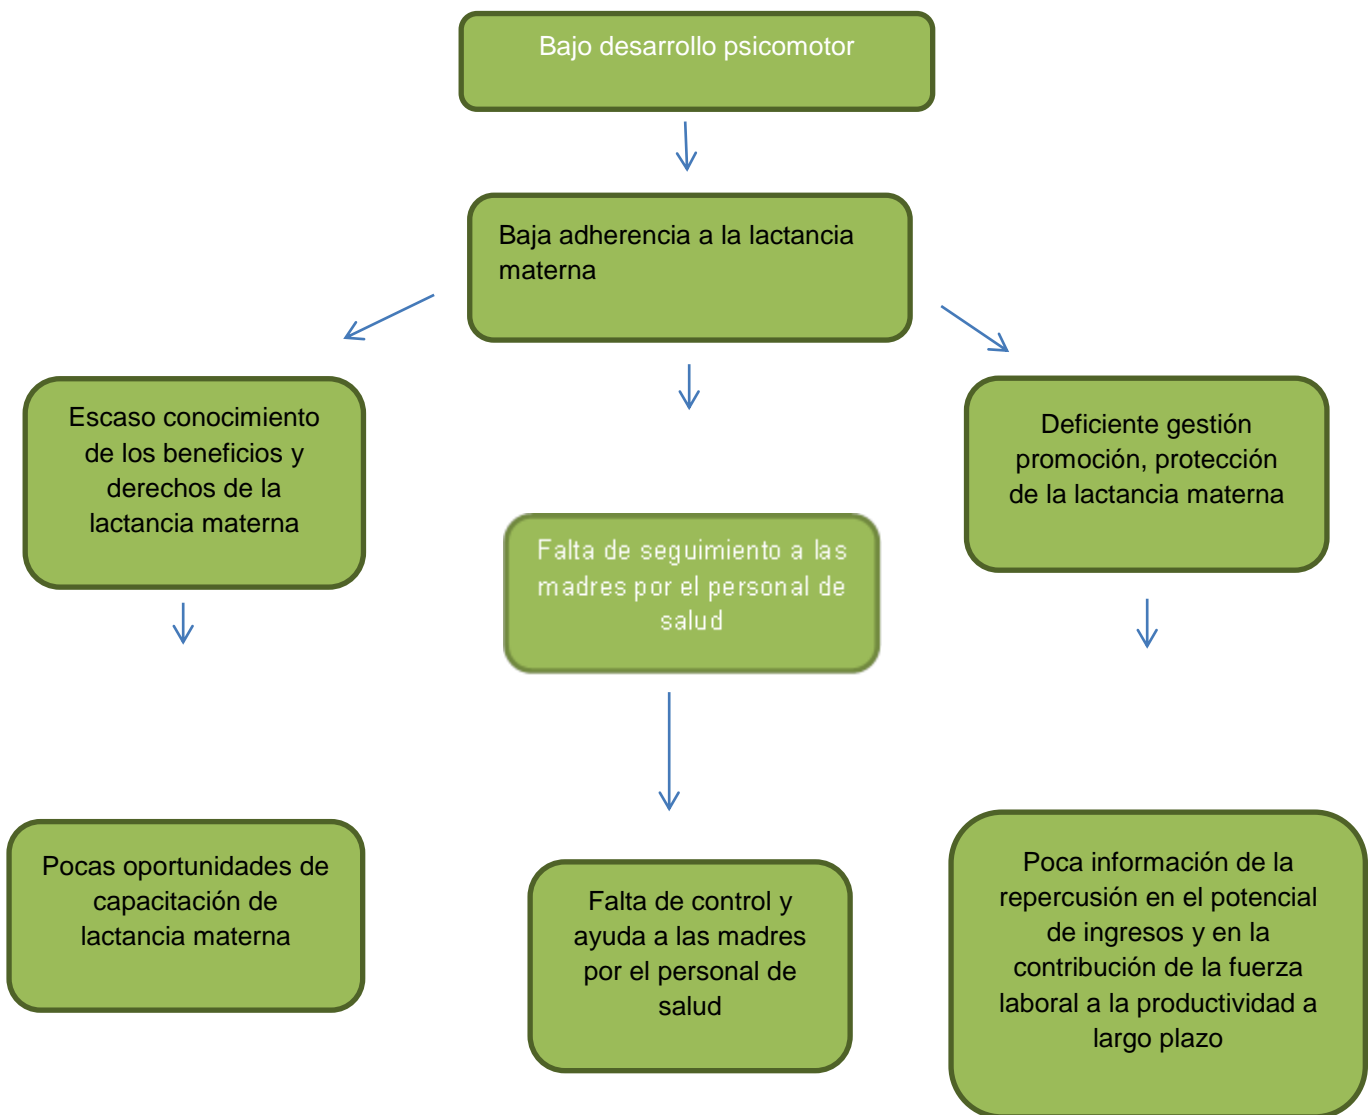 Bajo desarrollo psicomotor
Baja adherencia a la lactancia
materna
Escaso conocimiento
de los beneficios y
derechos de la
lactancia materna
Falta de seguimiento a las
madres por el personal de
salud
Deficiente gestión
promoción, protección
de la lactancia materna
Pocas oportunidades de
capacitación de
lactancia materna
Falta de control y
ayuda a las madres
por el personal de
salud
Poca información de la
repercusión en el potencial
de ingresos y en la
contribución de la fuerza
laboral a la productividad a
largo plazo